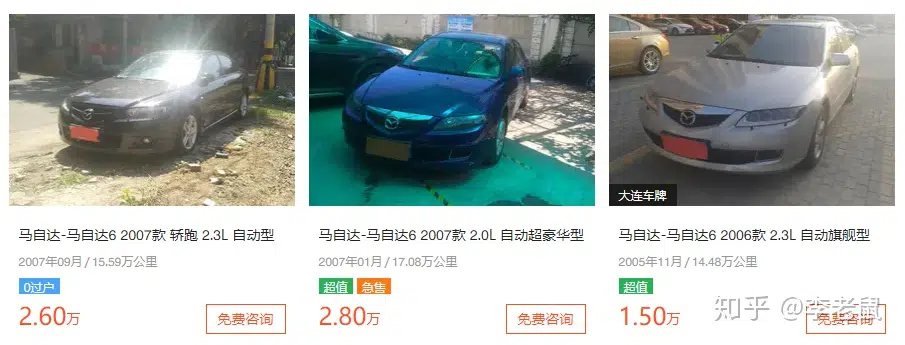 大连车牌
马自达-马自达6 2007款 轿跑 2.3L 自动型
2007年09月 / 15.59万公里
0过户
2.60万
免费咨询
马自达-马自达6 2007款 2.0L 自动超豪华型
2007年01月 / 17.08万公里
超值 急售
2.80万
免费咨询
马自达-马自达6 2006款 2.3L 自动旗舰型
2005年11月 / 14.48万公里
超值
1.50万
免费咨询
知乎 @李老鼠